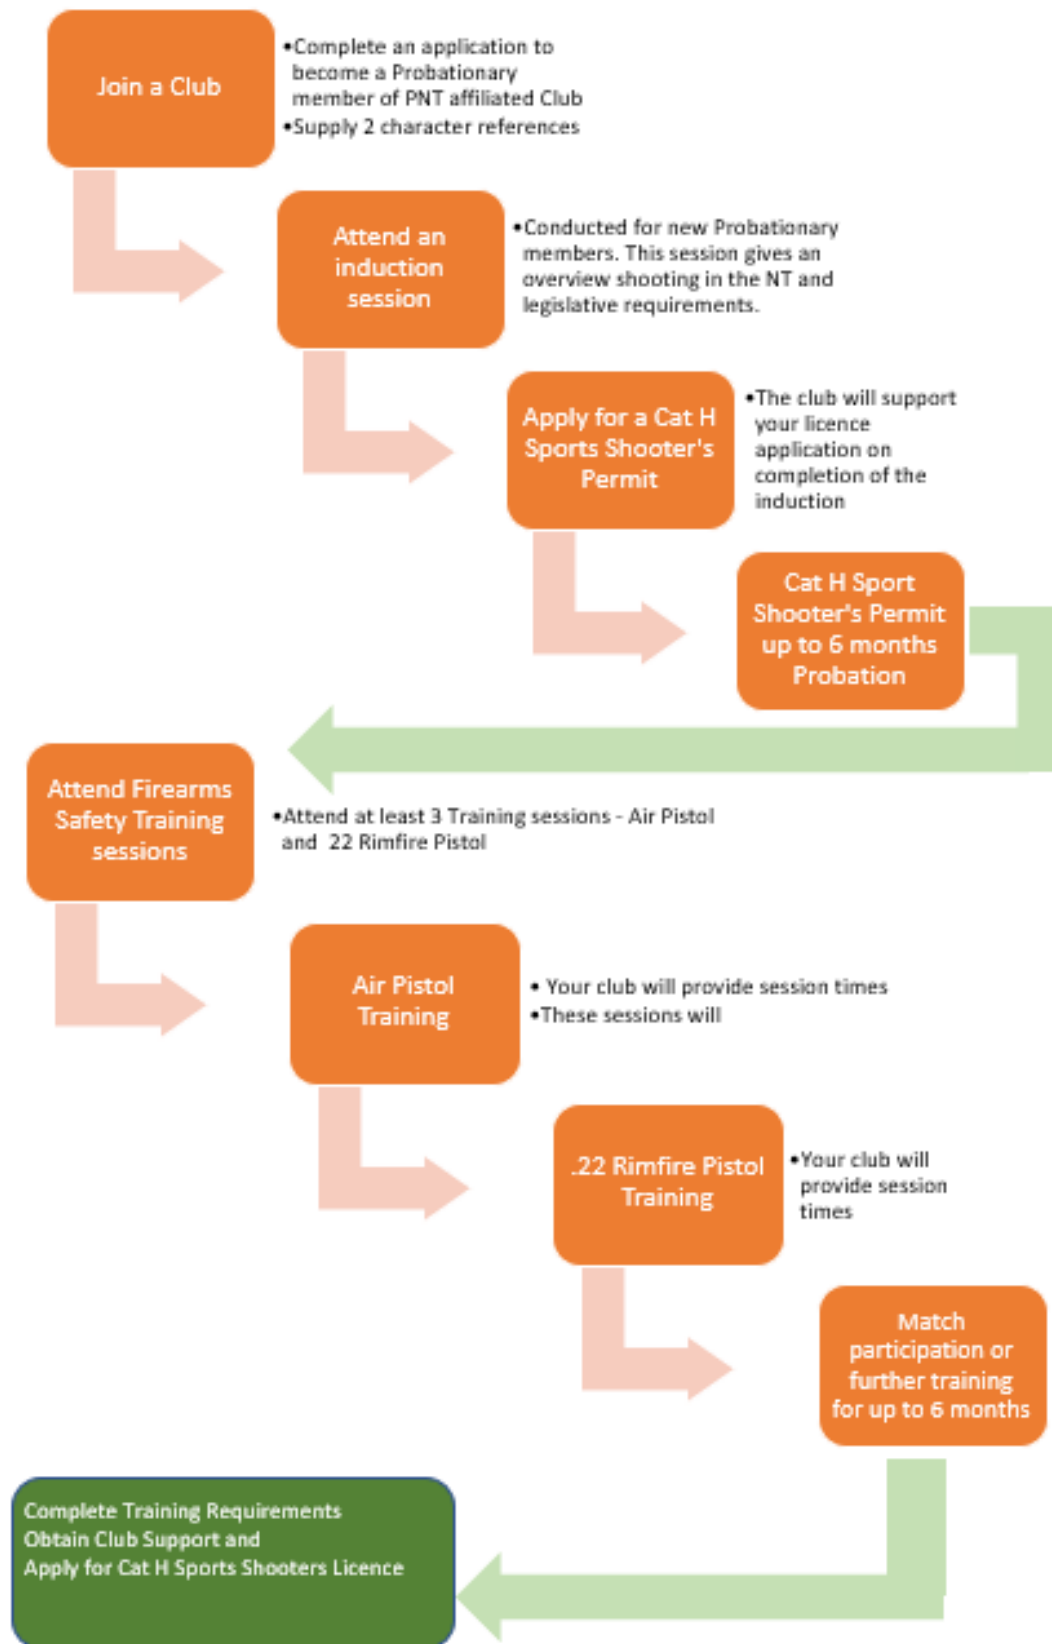 Join a Club
•Complete an application to
become a Probationary
member of PNT affiliated Club
•Supply 2 character references
Attend an
induction
session
•Conducted for new Probationary
members. This session gives an
overview shooting in the NT and
legislative requirements.
Apply for a Cat H
Sports Shooter's
Permit
•The club will support
your licence
application on
completion of the
induction
Cat H Sport
Shooter's Permit
up to 6 months
Probation
Attend Firearms
Safety Training
sessions
•Attend at least 3 Training sessions - Air Pistol
and 22 Rimfire Pistol
Air Pistol
Training
• Your club will provide session times
•These sessions will
.22 Rimfire Pistol
Training
•Your club will
provide session
times
Match
participation or
further training
for up to 6 months
Complete Training Requirements
Obtain Club Support and
Apply for Cat H Sports Shooters Licence